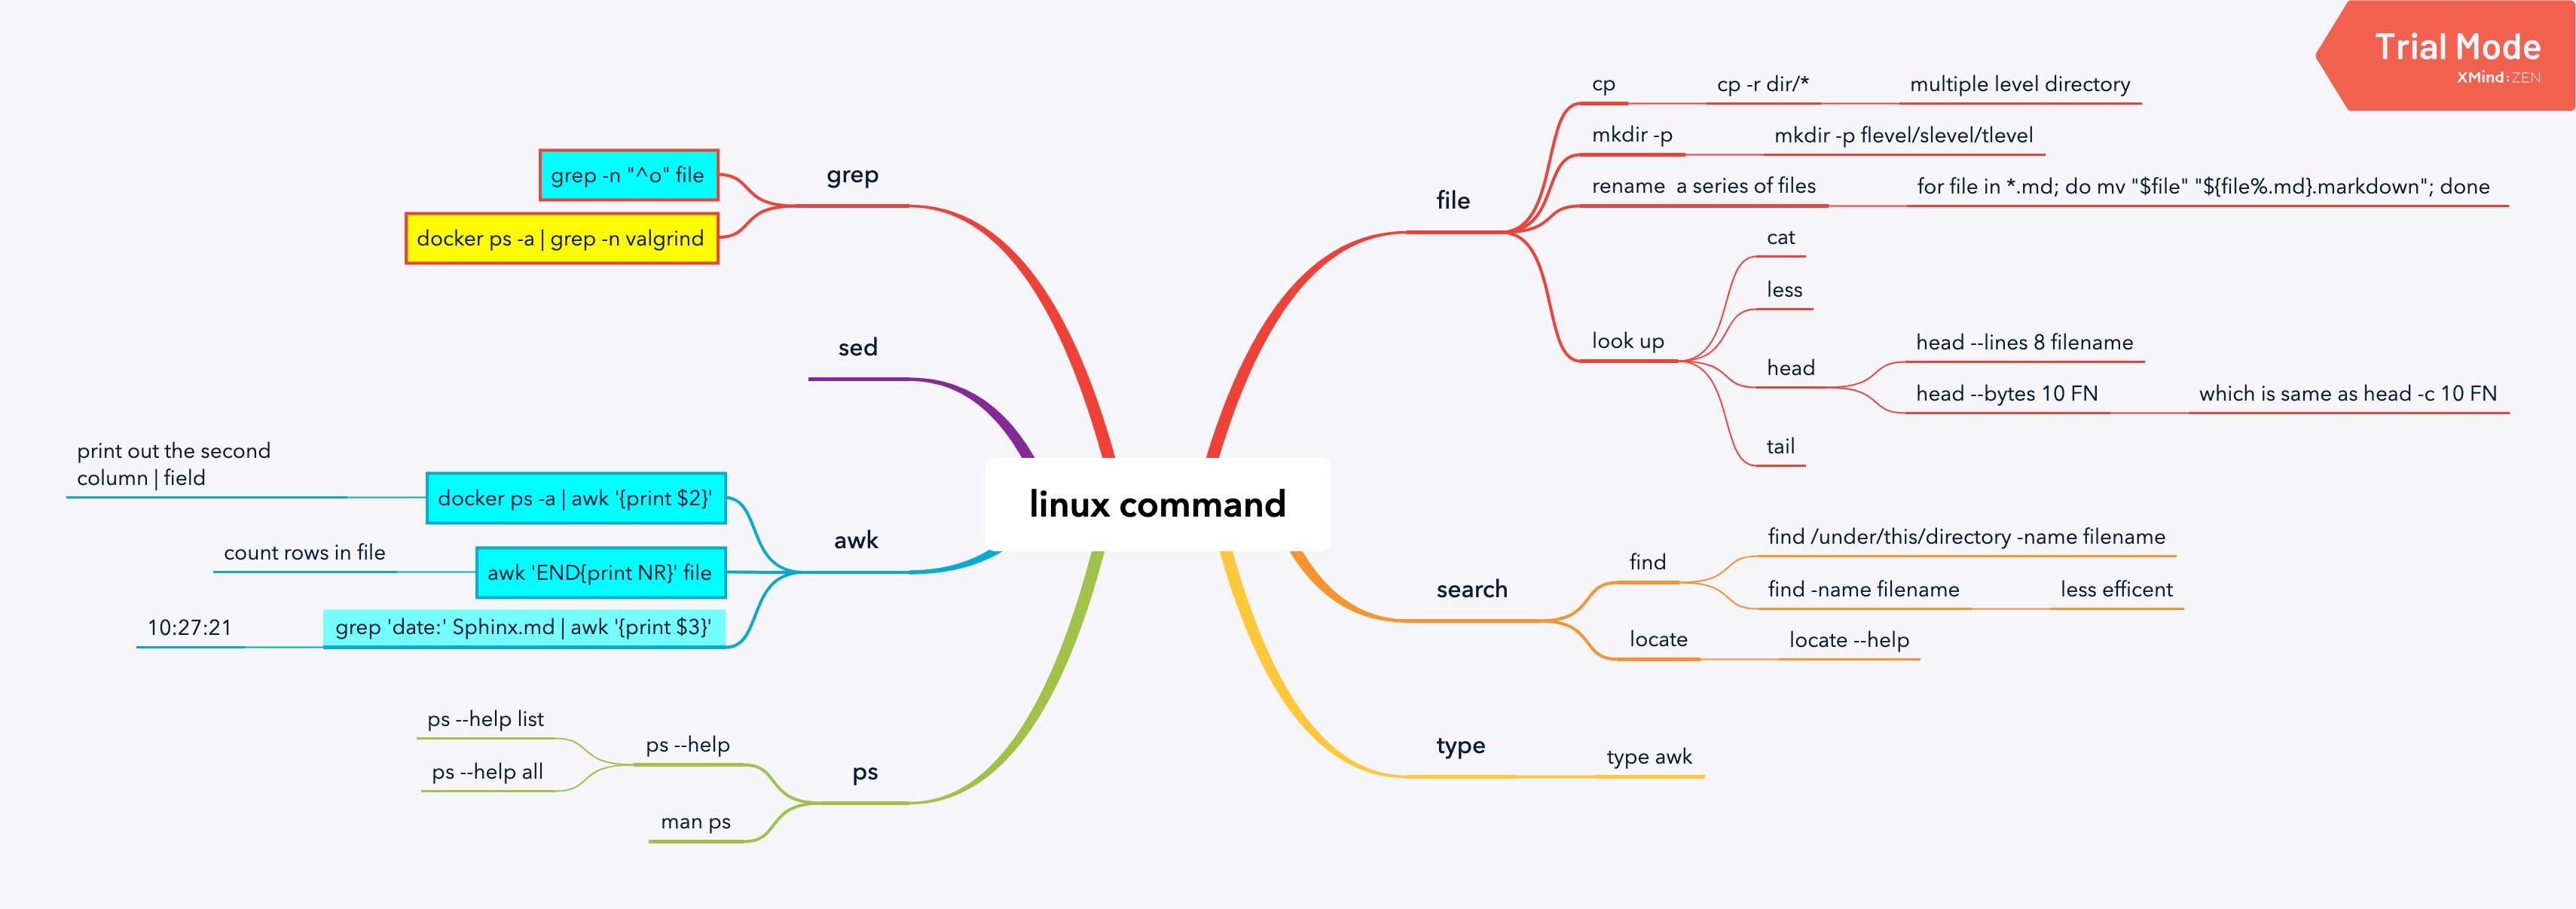 Trial Mode
XMind:ZEN
linux command
file
cp
cp -r dir/*
multiple level directory
mkdir -p
mkdir -p flevel/slevel/tlevel
rename  a series of files
for file in *.md; do mv "$file" "${file%.md}.markdown"; done
look up
cat
less
head
head --lines 8 filename
head --bytes 10 FN
which is same as head -c 10 FN
tail
search
find
find /under/this/directory -name filename
find -name filename
less efficent
locate
locate --help
type
type awk
grep
grep -n "^o" file
docker ps -a | grep -n valgrind
sed
awk
docker ps -a | awk '{print $2}'
print out the second
column | field
awk 'END{print NR}' file
count rows in file
grep 'date:' Sphinx.md | awk '{print $3}'
10:27:21
ps
ps --help
ps --help list
ps --help all
man ps